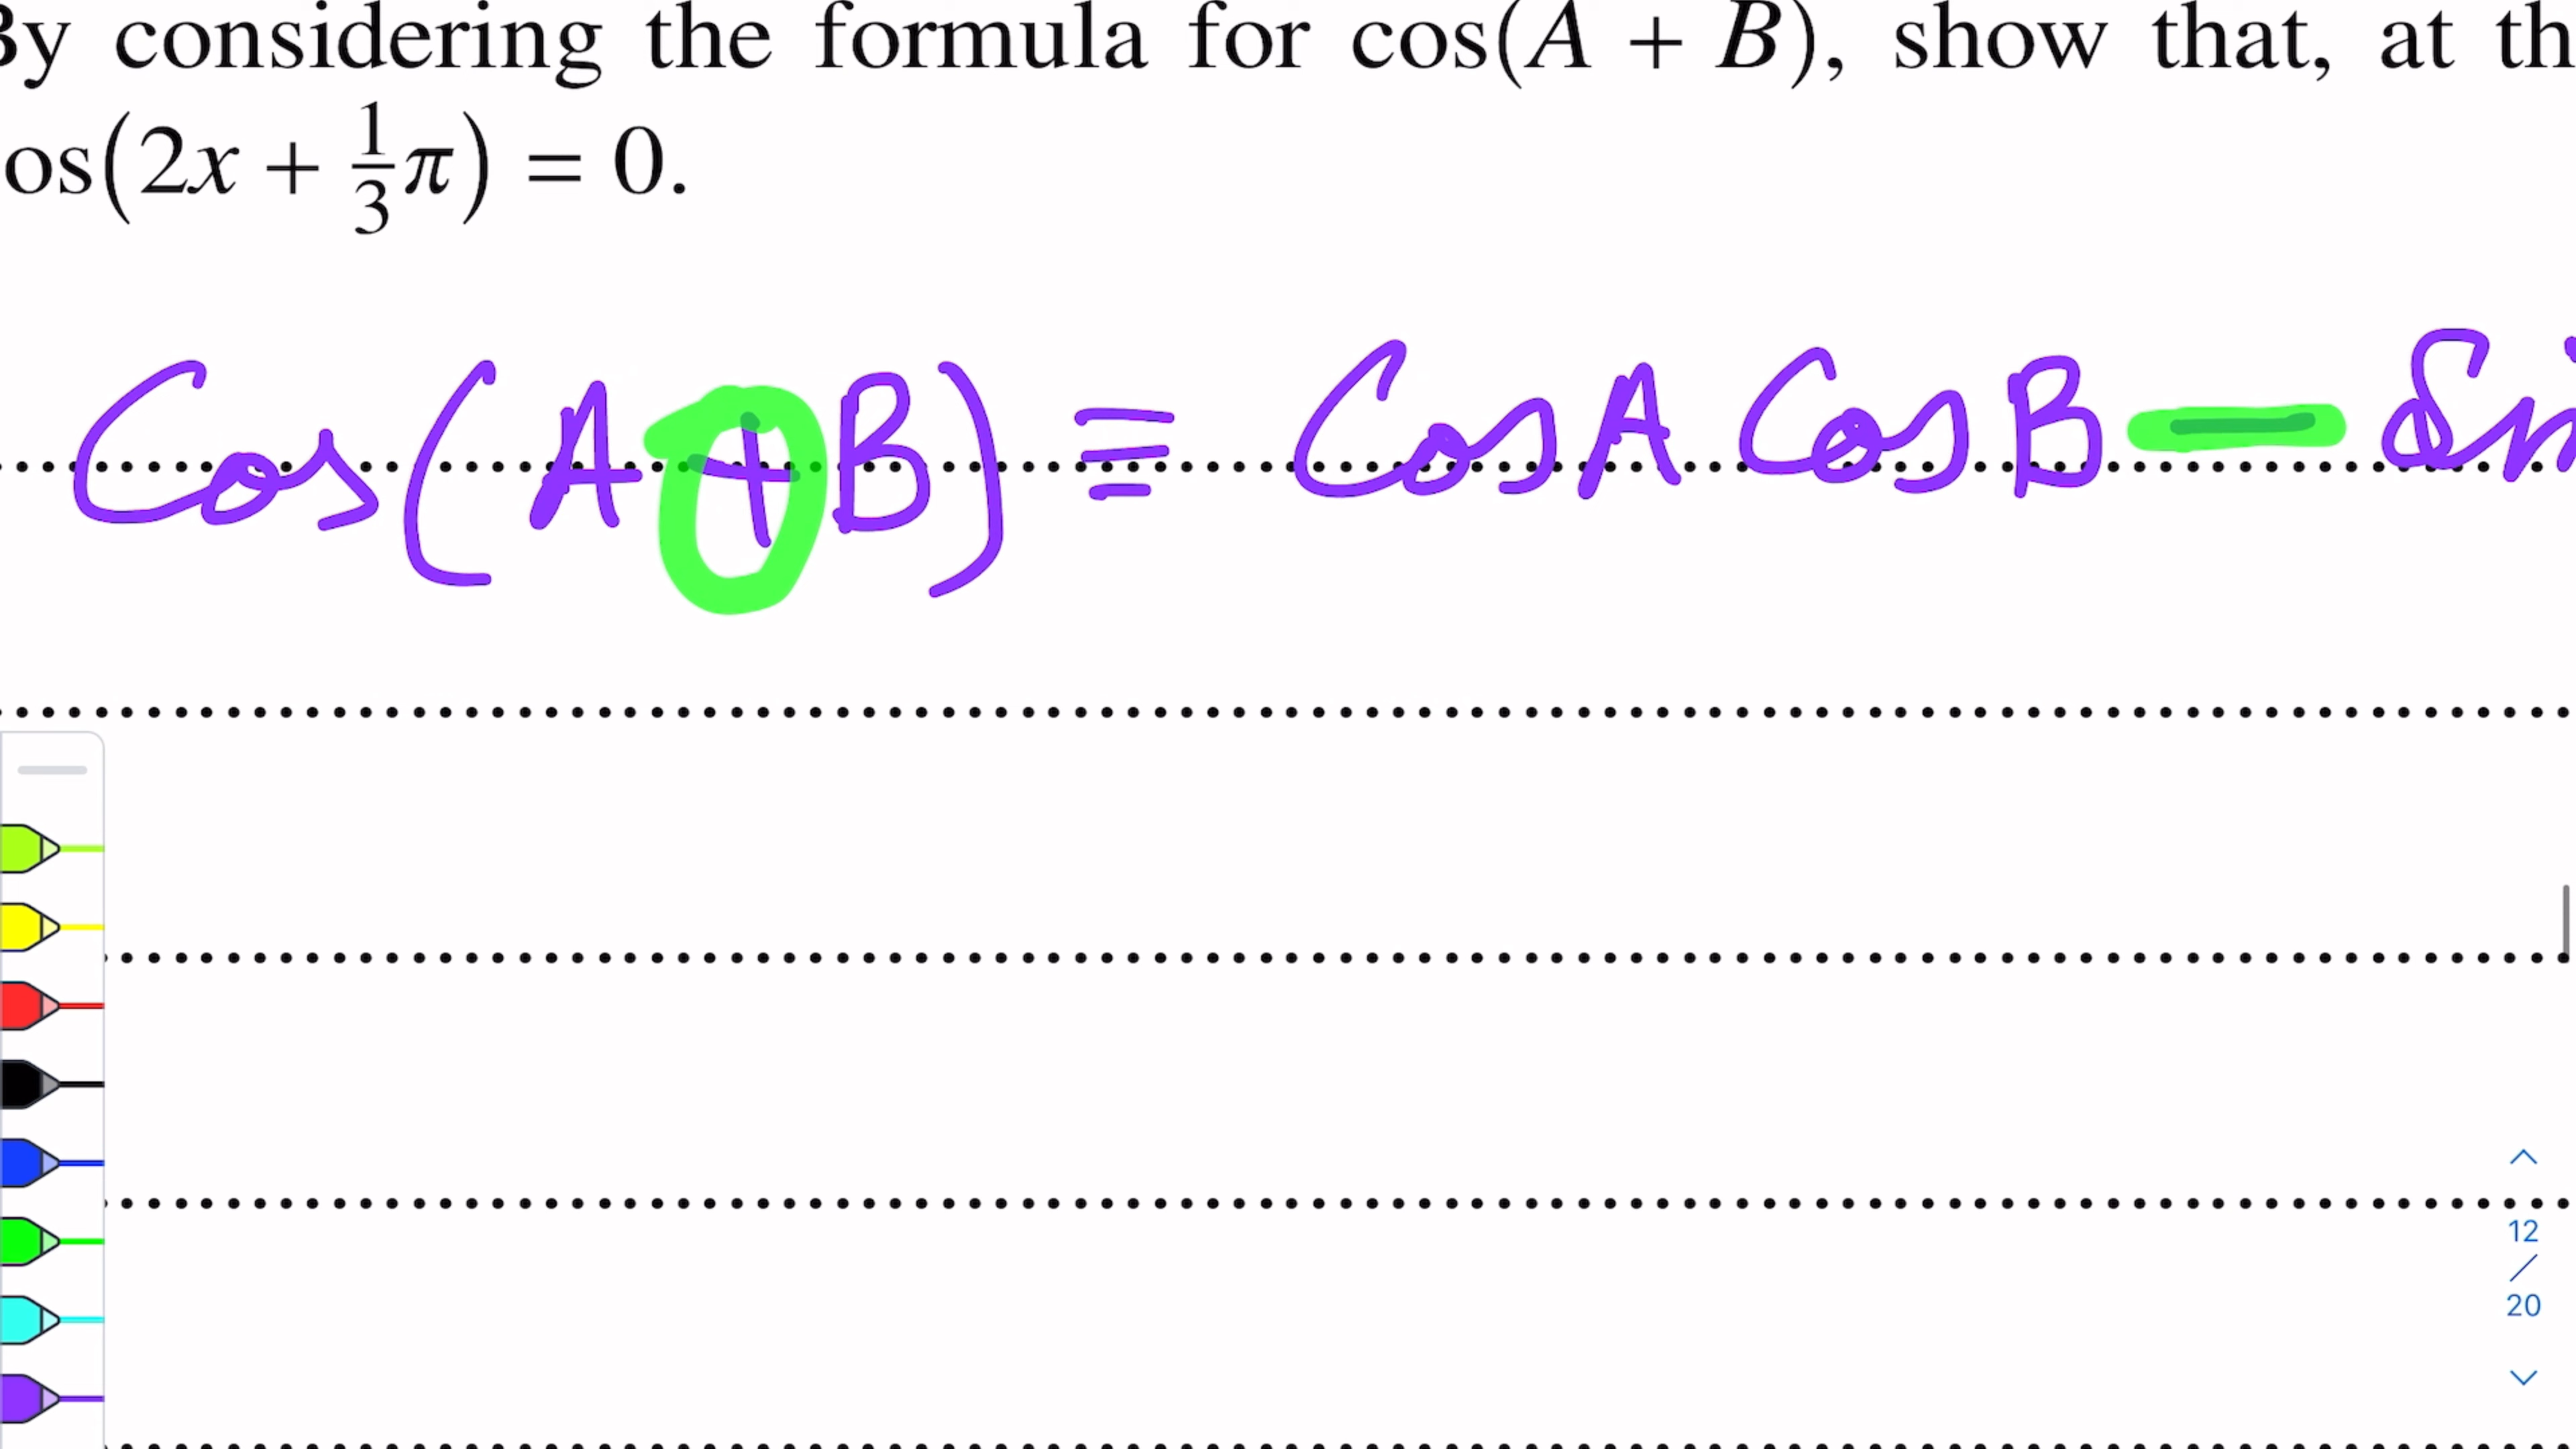 By considering the formula for cos(A + B), show that, at th
os(2x + 1/3 π) = 0.
Cos(A+B) ≡ CosA CosB − Sin
12
/
20